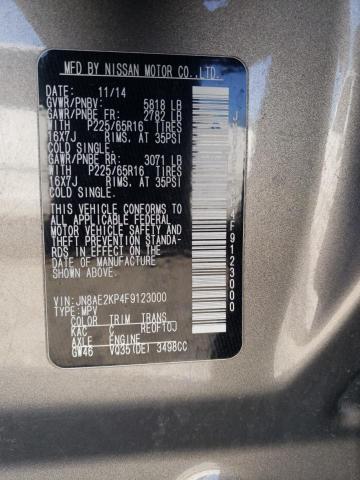 MFD BY NISSAN MOTOR CO.,LTD.
DATE: 11/14
GVWR/PNBV: 5818 LB
GAWR/PNBE FR: 2782 LB
WITH P225/65R16 TIRES
16X7J RIMS, AT 35PSI
COLD SINGLE.
GAWR/PNBE RR: 3071 LB
WITH P225/65R16 TIRES
16X7J RIMS, AT 35PSI
COLD SINGLE.
THIS VEHICLE CONFORMS TO
ALL APPLICABLE FEDERAL
MOTOR VEHICLE SAFETY AND
THEFT PREVENTION
STANDARDS IN EFFECT ON
THE DATE OF MANUFACTURE
SHOWN ABOVE.
VIN:JN8AE2KP4F9123000
TYPE:MPV
COLOR TRIM TRANS
KAC C RE0F10J
AXLE ENGINE
GW46 VQ35(DE) 3498CC